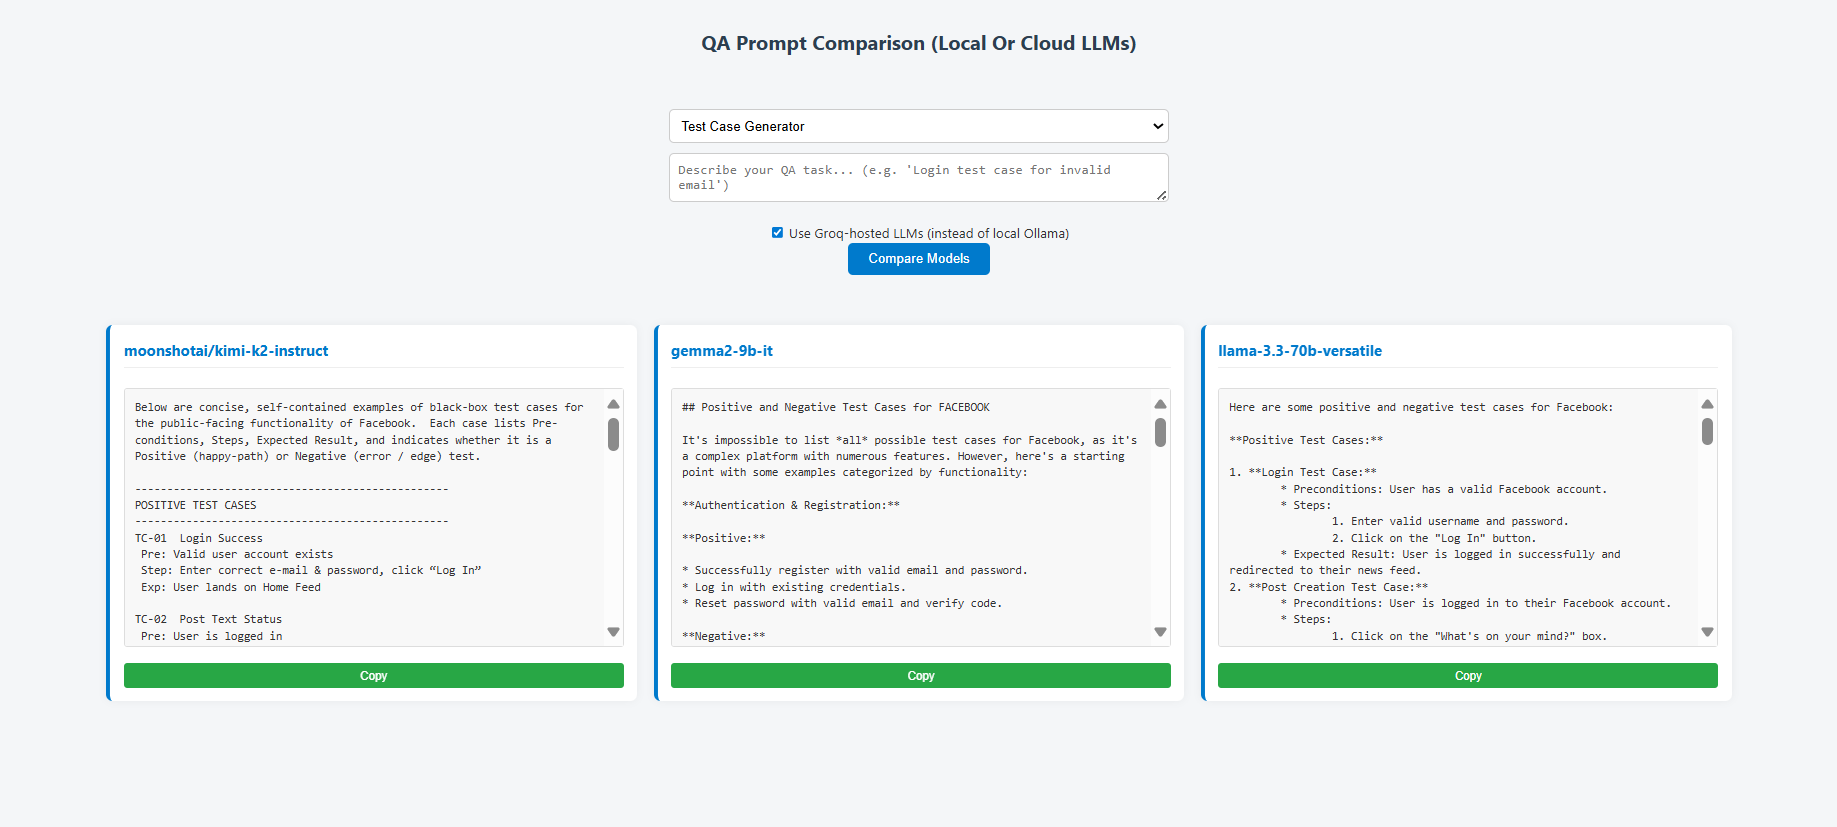 QA Prompt Comparison (Local Or Cloud LLMs)
Test Case Generator
Describe your QA task... (e.g. 'Login test case for invalid
email')
Use Groq-hosted LLMs (instead of local Ollama)
Compare Models
moonshotai/kimi-k2-instruct
Below are concise, self-contained examples of black-box test cases for
the public-facing functionality of Facebook.  Each case lists Pre-
conditions, Steps, Expected Result, and indicates whether it is a
Positive (happy-path) or Negative (error / edge) test.
-------------------------------------------------
POSITIVE TEST CASES
-------------------------------------------------
TC-01  Login Success
Pre: Valid user account exists
Step: Enter correct e-mail & password, click “Log In”
Exp: User lands on Home Feed
TC-02  Post Text Status
Pre: User is logged in
Copy
gemma2-9b-it
## Positive and Negative Test Cases for FACEBOOK
It's impossible to list *all* possible test cases for Facebook, as it's
a complex platform with numerous features. However, here's a starting
point with some examples categorized by functionality:
**Authentication & Registration:**
**Positive:**
* Successfully register with valid email and password.
* Log in with existing credentials.
* Reset password with valid email and verify code.
**Negative:**
Copy
llama-3.3-70b-versatile
Here are some positive and negative test cases for Facebook:
**Positive Test Cases:**
1. **Login Test Case:**
* Preconditions: User has a valid Facebook account.
* Steps:
1. Enter valid username and password.
2. Click on the "Log In" button.
* Expected Result: User is logged in successfully and
redirected to their news feed.
2. **Post Creation Test Case:**
* Preconditions: User is logged in to their Facebook account.
* Steps:
1. Click on the "What's on your mind?" box.
Copy